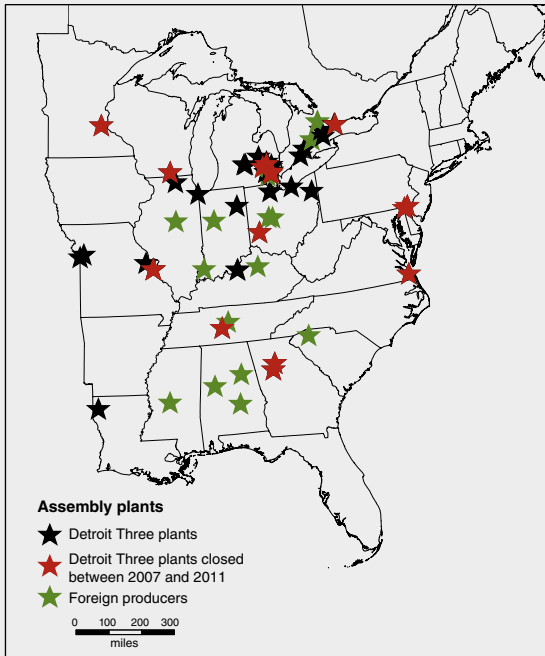 Assembly plants
Detroit Three plants
Detroit Three plants closed
between 2007 and 2011
Foreign producers
0 100 200 300
miles